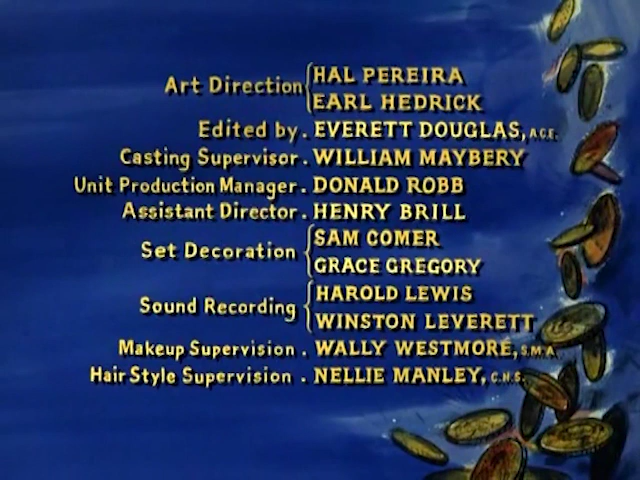 Art Direction { HAL PEREIRA
EARL HEDRICK
Edited by. EVERETT DOUGLAS, A.C.E.
Casting Supervisor. WILLIAM MAYBERY
Unit Production Manager. DONALD ROBB
Assistant Director. HENRY BRILL
Set Decoration { SAM COMER
GRACE GREGORY
Sound Recording { HAROLD LEWIS
WINSTON LEVERETT
Makeup Supervision. WALLY WESTMORE, S.M.A.
Hair Style Supervision. NELLIE MANLEY, C.H.S.